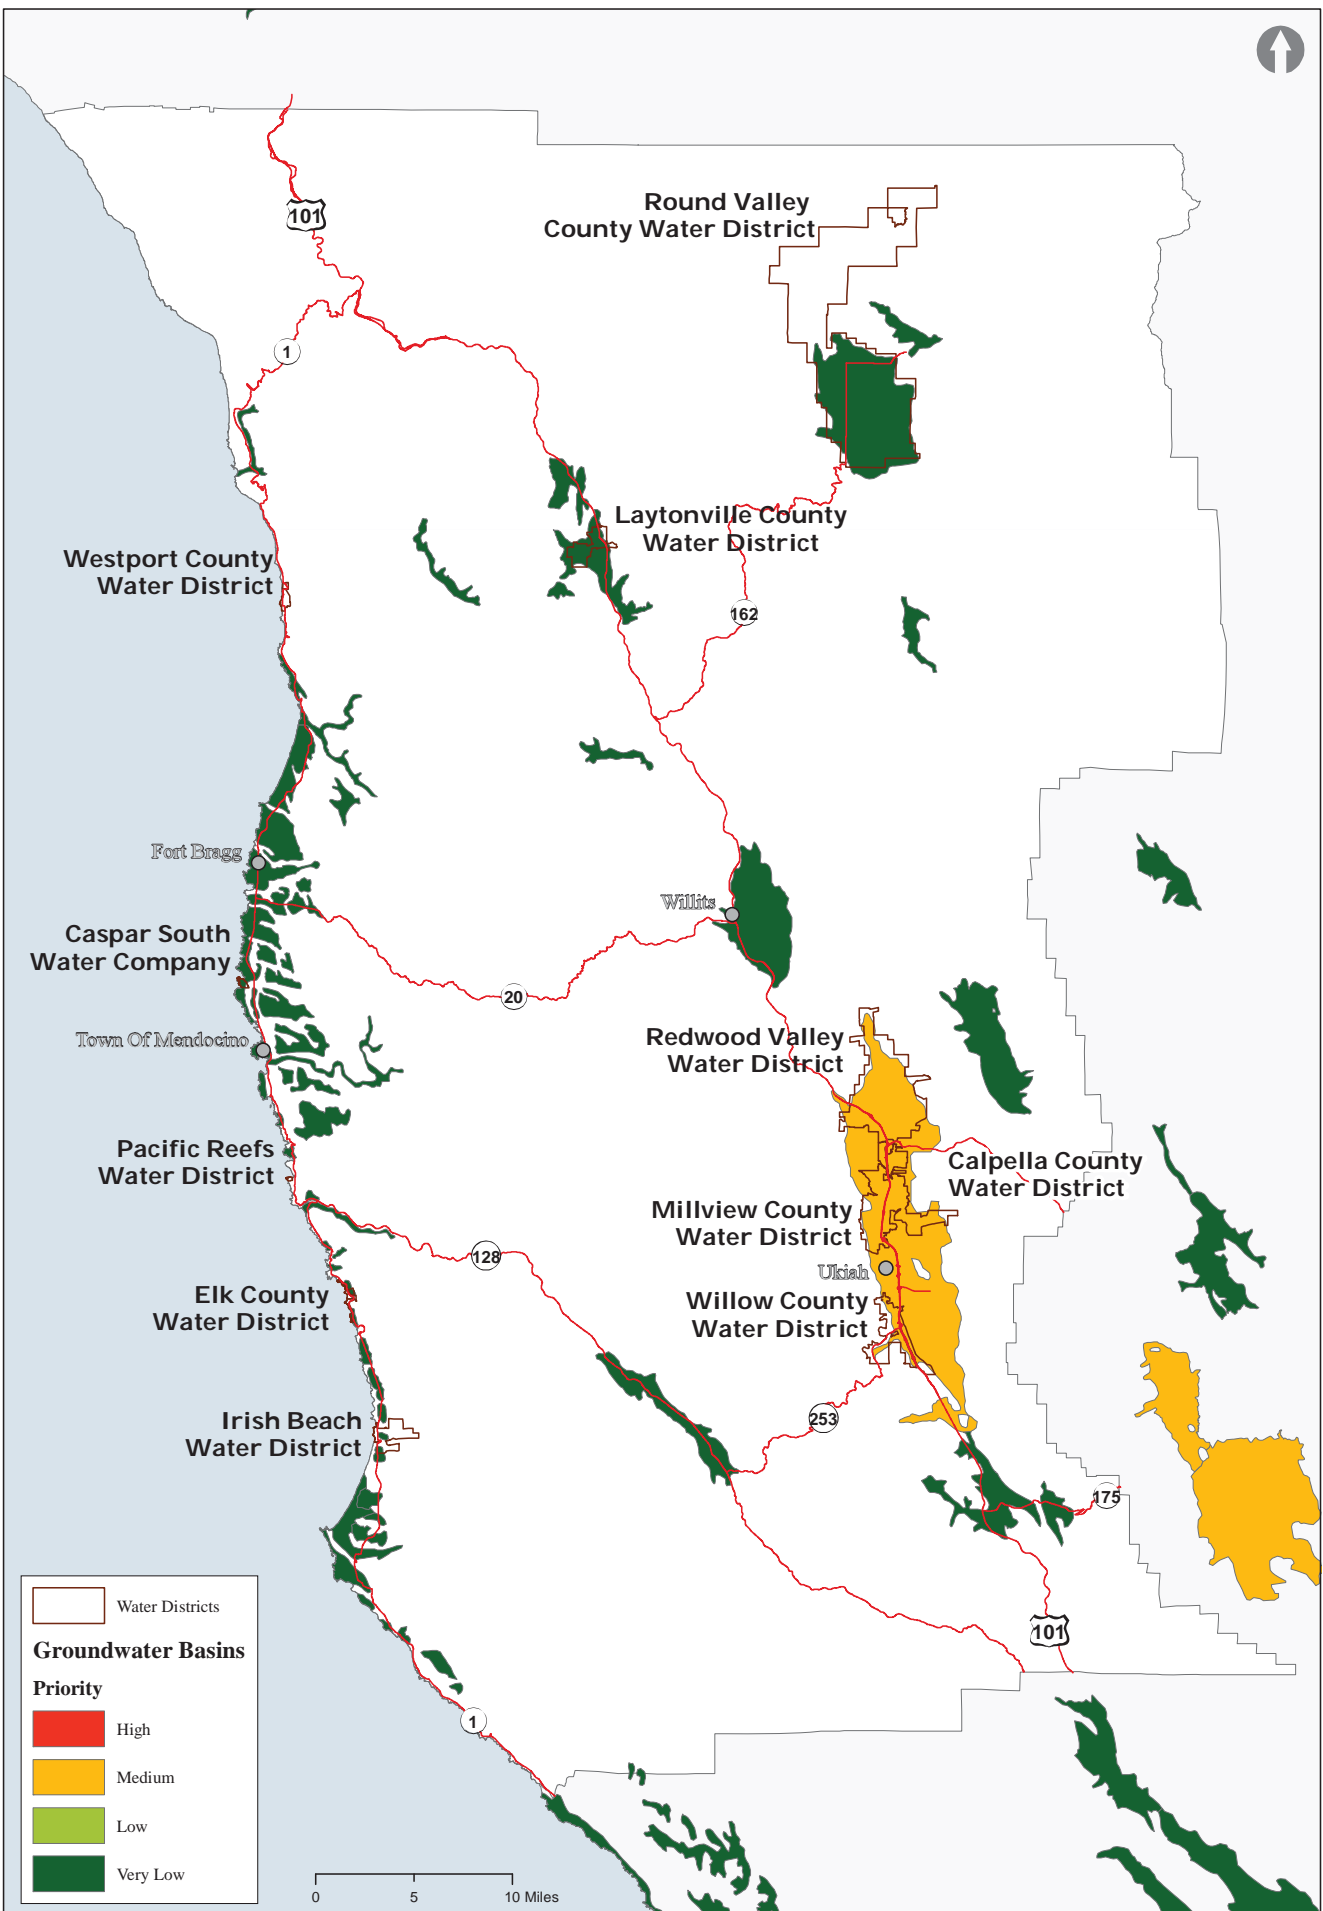 Round Valley
County Water District
101
1
Laytonville County
Water District
Westport County
Water District
162
Fort Bragg
Willits
Caspar South
Water Company
20
Town Of Mendocino
Redwood Valley
Water District
Pacific Reefs
Water District
Calpella County
Water District
Millview County
Water District
128
Ukiah
Elk County
Water District
Willow County
Water District
Irish Beach
Water District
253
175
101
1
Water Districts
Groundwater Basins
Priority
High
Medium
Low
Very Low
0 5 10 Miles